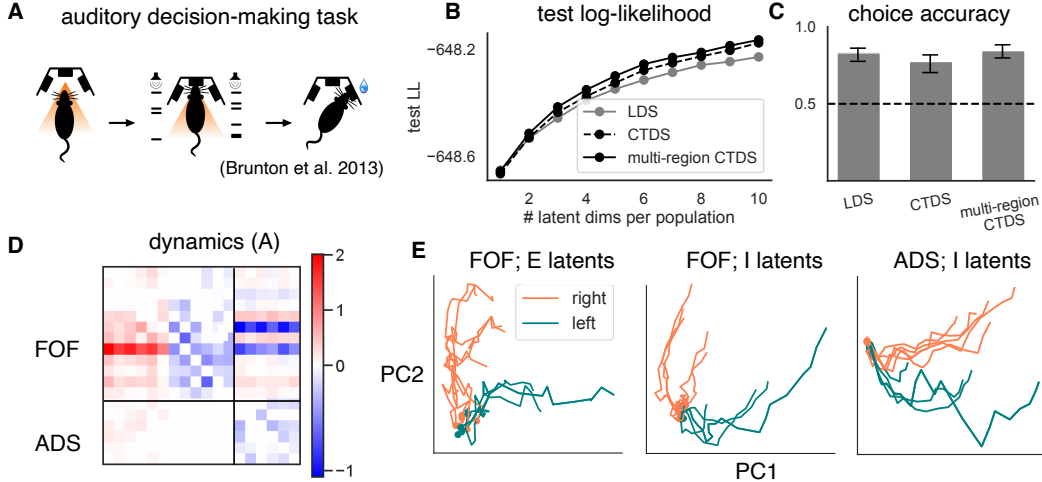 A
auditory decision-making task
(Brunton et al. 2013)
B
test log-likelihood
test LL
−648.2
−648.6
LDS
CTDS
multi-region CTDS
2
4
6
8
10
# latent dims per population
C
choice accuracy
1.0
0.5
LDS
CTDS
multi-region
CTDS
D
dynamics (A)
FOF
ADS
2
1
0
−1
E
FOF; E latents
FOF; I latents
ADS; I latents
right
left
PC2
PC1